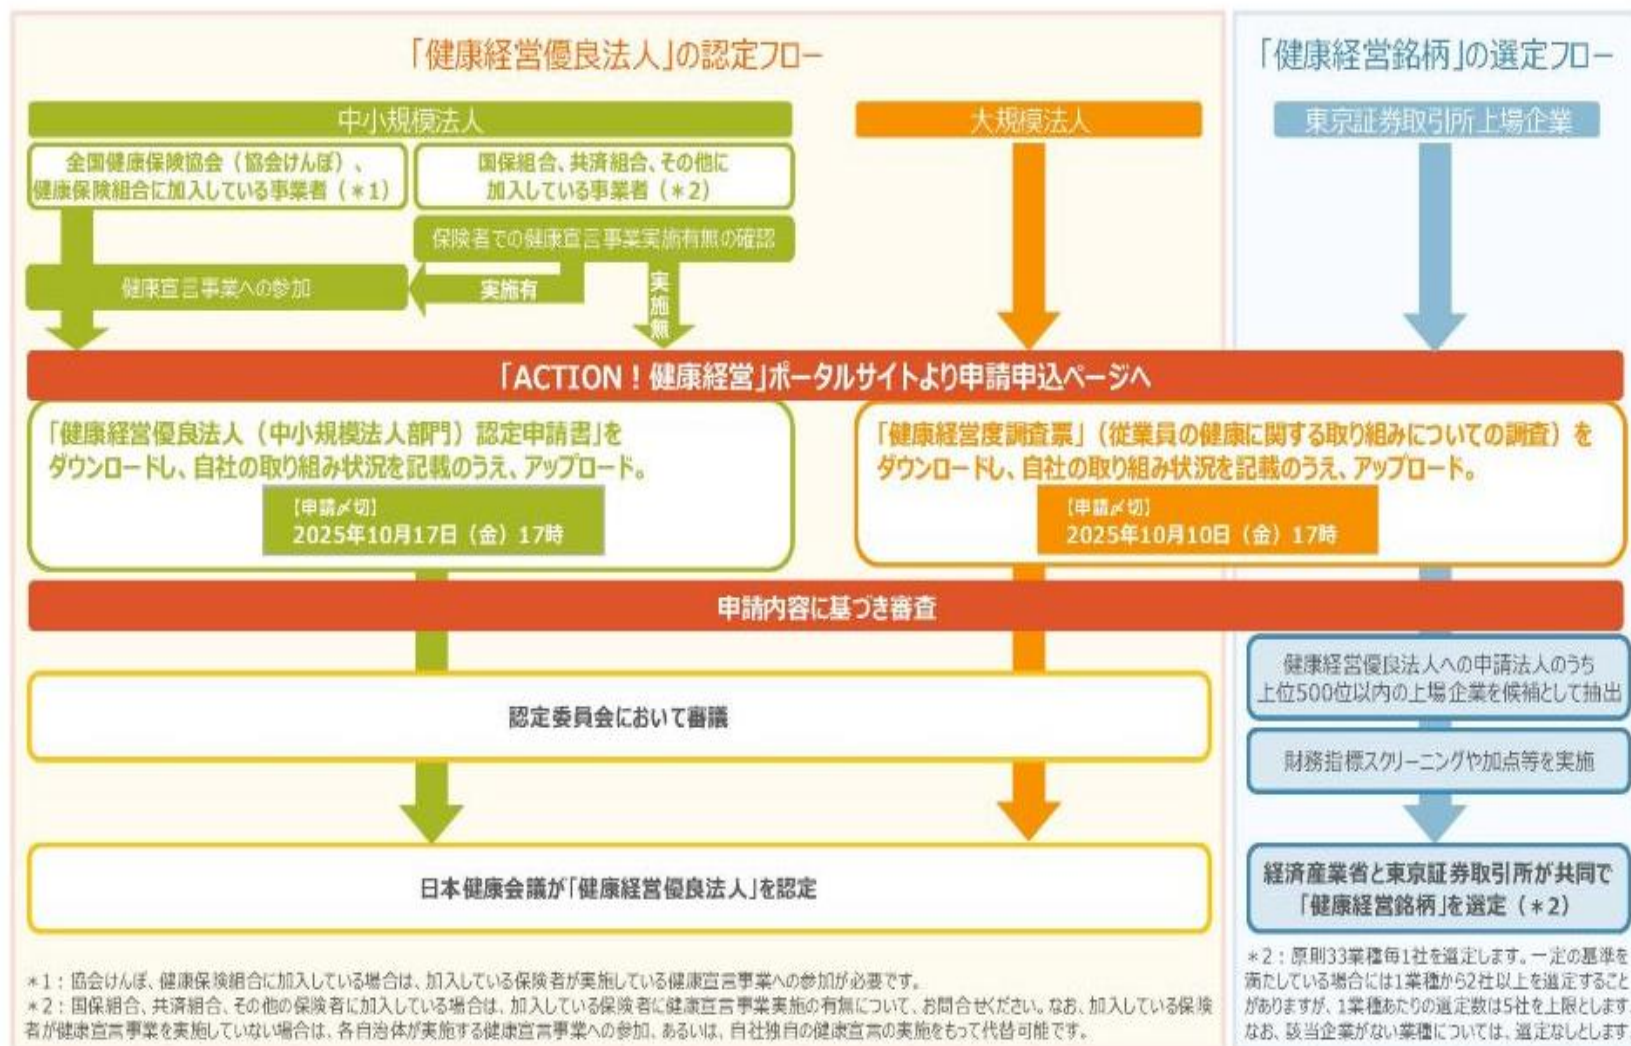 「健康経営優良法人」の認定フロー
中小規模法人
全国健康保険協会（協会けんぽ）、
健康保険組合に加入している事業者（＊1）
国保組合、共済組合、その他に
加入している事業者（＊2）
保険者での健康宣言事業実施有無の確認
健康宣言事業への参加
実施有
実施無
大規模法人
「健康経営銘柄」の選定フロー
東京証券取引所上場企業
「ACTION！健康経営」ポータルサイトより申請申込ページへ
「健康経営優良法人（中小規模法人部門）認定申請書」を
ダウンロードし、自社の取り組み状況を記載のうえ、アップロード。
【申請〆切】
2025年10月17日（金）17時
「健康経営度調査票」（従業員の健康に関する取り組みについての調査）を
ダウンロードし、自社の取り組み状況を記載のうえ、アップロード。
【申請〆切】
2025年10月10日（金）17時
申請内容に基づき審査
認定委員会において審議
日本健康会議が「健康経営優良法人」を認定
健康経営優良法人への申請法人のうち
上位500位以内の上場企業を候補として抽出
財務指標スクリーニングや加点等を実施
経済産業省と東京証券取引所が共同で
「健康経営銘柄」を選定（＊2）
＊1：協会けんぽ、健康保険組合に加入している場合は、加入している保険者が実施している健康宣言事業への参加が必要です。
＊2：国保組合、共済組合、その他の保険者に加入している場合は、加入している保険者に健康宣言事業実施の有無について、お問合せください。なお、加入している保険
者が健康宣言事業を実施していない場合は、各自治体が実施する健康宣言事業への参加、あるいは、自社独自の健康宣言の実施をもって代替可能です。
＊2：原則33業種毎1社を選定します。一定の基準を
満たしている場合には1業種から2社以上を選定すること
がありますが、1業種あたりの選定数は5社を上限とします
なお、該当企業がない業種については、選定なしとします